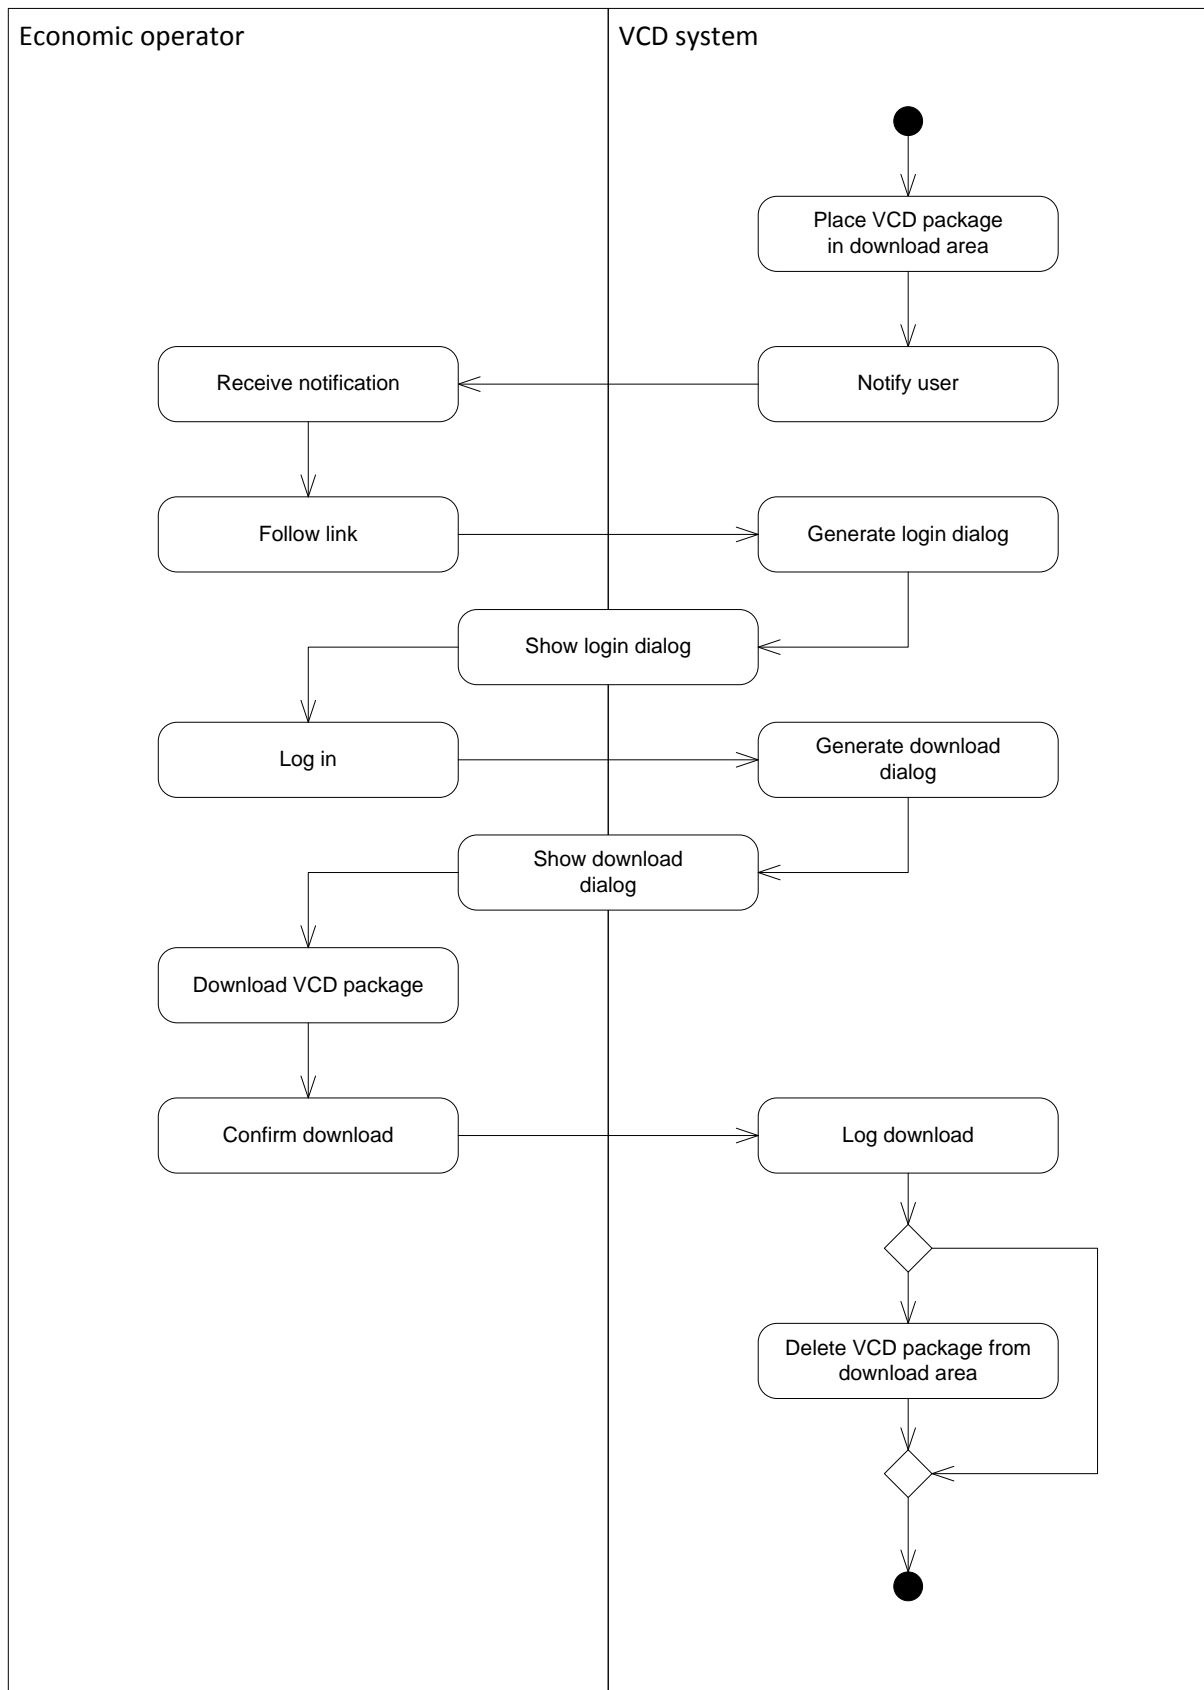 Economic operator
VCD system
Place VCD package
in download area
Receive notification
Notify user
Follow link
Generate login dialog
Show login dialog
Log in
Generate download
dialog
Show download
dialog
Download VCD package
Confirm download
Log download
Delete VCD package from
download area